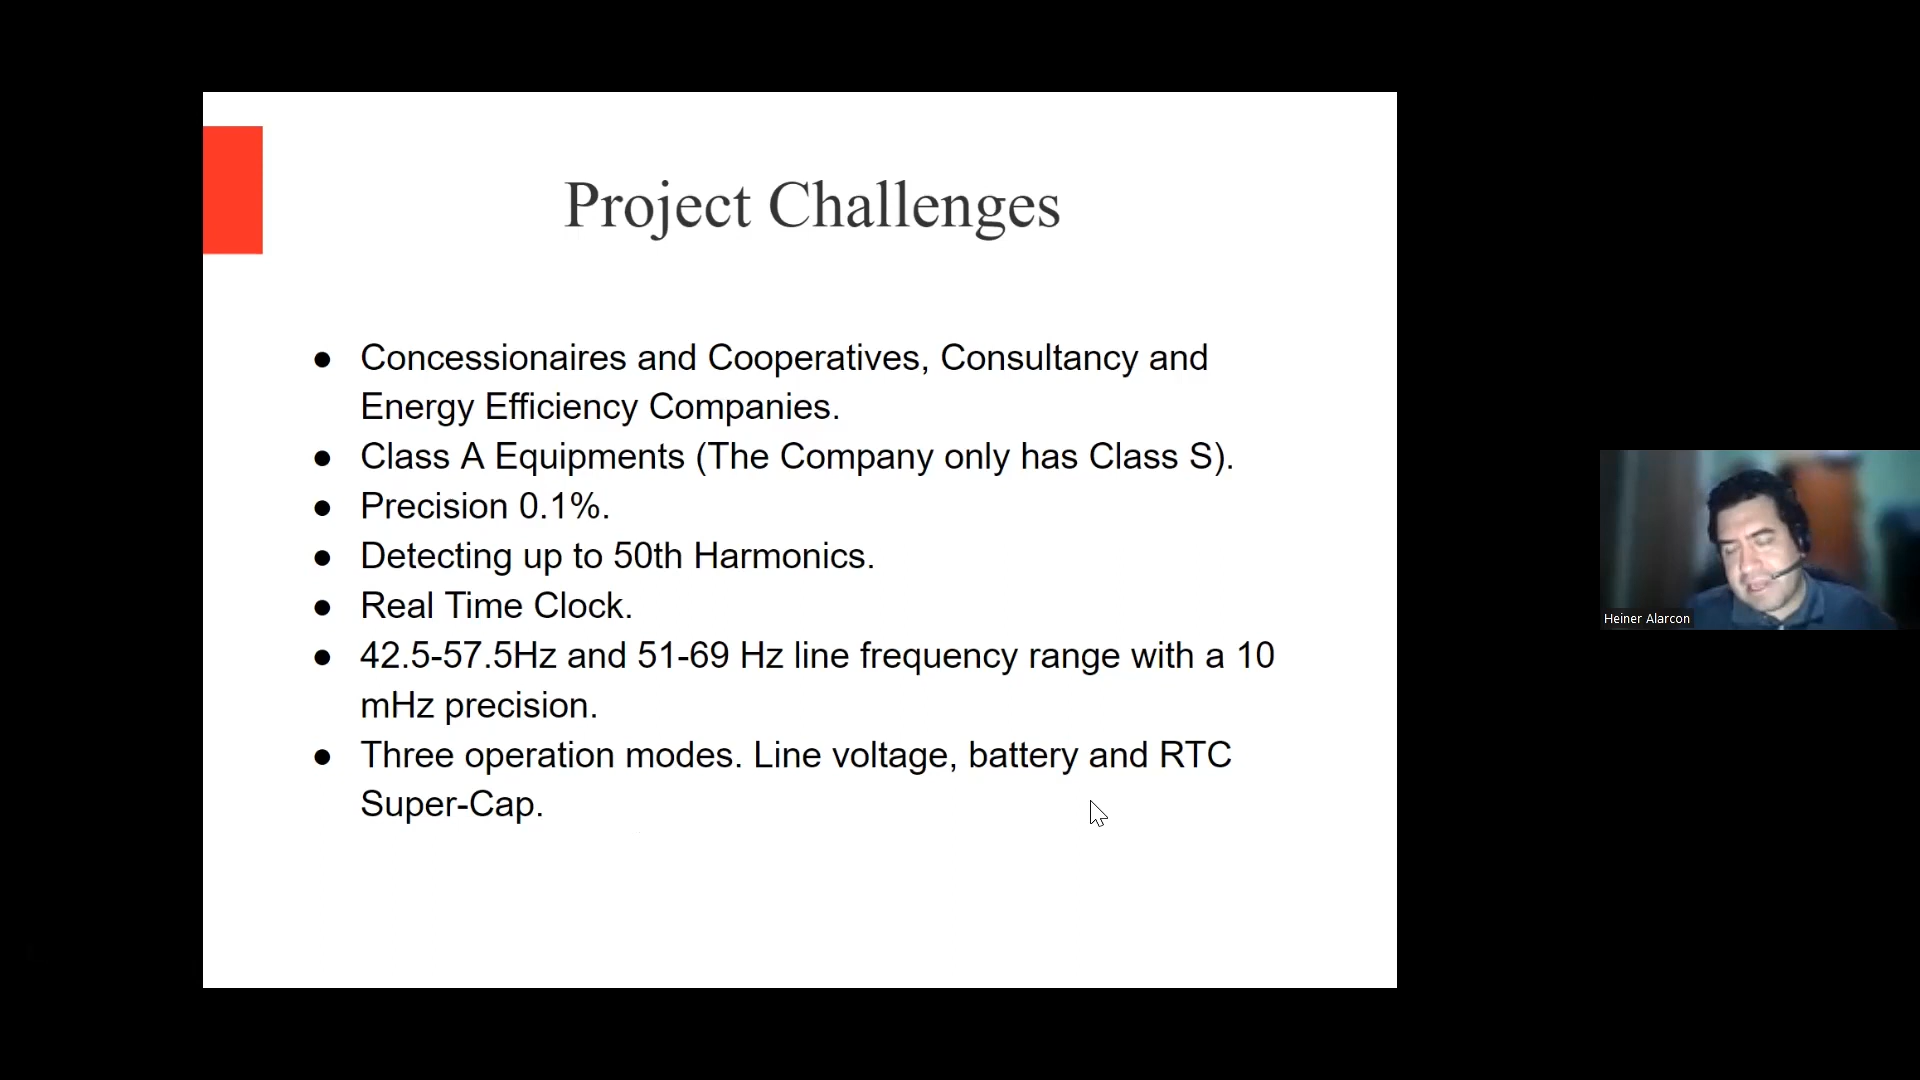 Project Challenges
● Concessionaires and Cooperatives, Consultancy and
Energy Efficiency Companies.
● Class A Equipments (The Company only has Class S).
● Precision 0.1%.
● Detecting up to 50th Harmonics.
● Real Time Clock.
● 42.5-57.5Hz and 51-69 Hz line frequency range with a 10
mHz precision.
● Three operation modes. Line voltage, battery and RTC
Super-Cap.
Heiner Alarcon